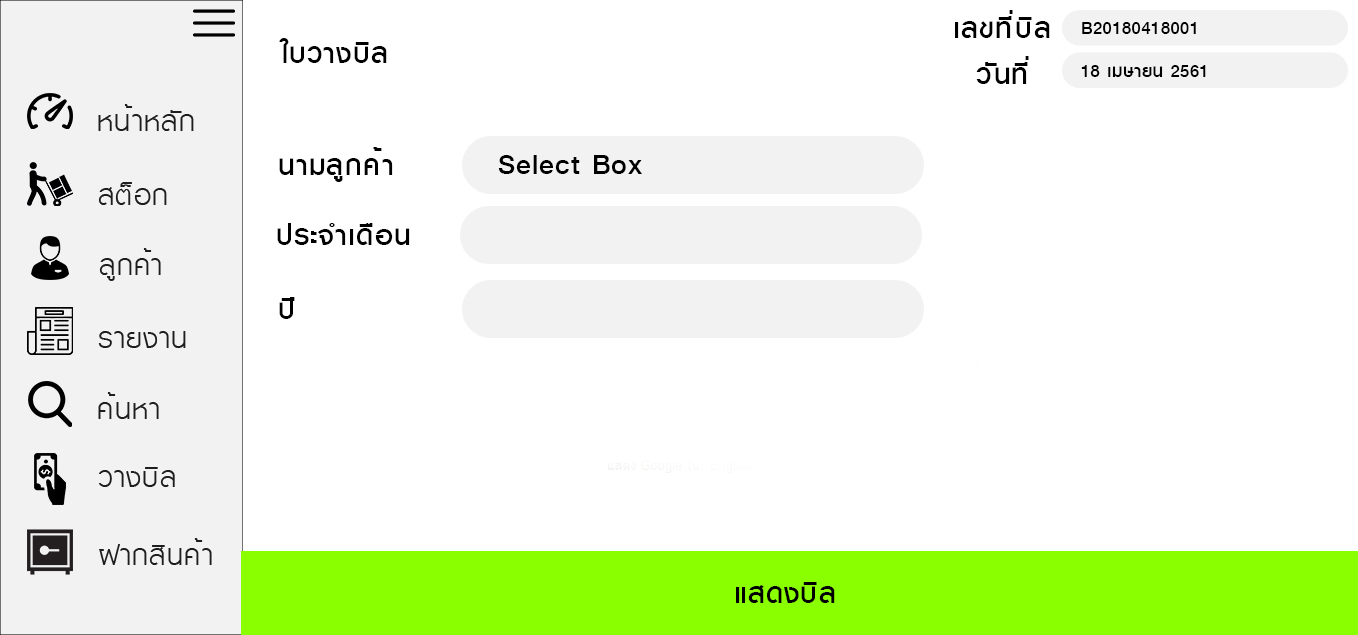 หน้าหลัก
สต็อก
ลูกค้า
รายงาน
ค้นหา
วางบิล
ฝากสินค้า
ใบวางบิล
เลขที่บิล B20180418001
วันที่ 18 เมษายน 2561
นามลูกค้า Select Box
ประจำเดือน
ปี
แสดงบิล